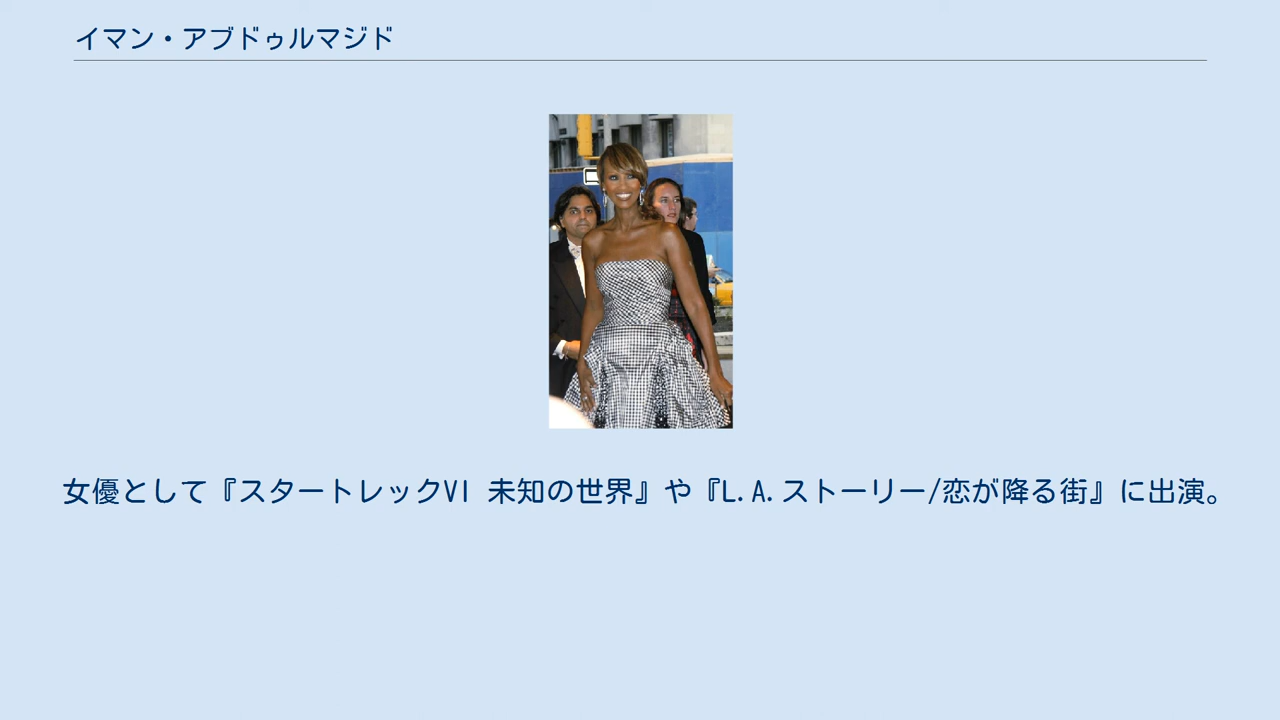 イマン・アブドゥルマジド
女優として『スタートレックVI 未知の世界』や『L.A.ストーリー/恋が降る街』に出演。